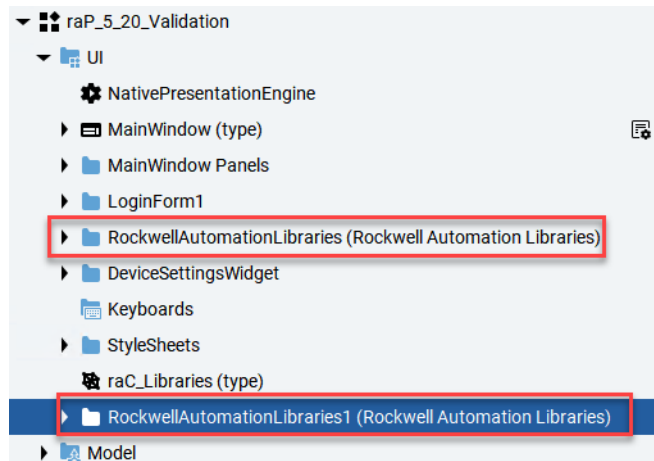 raP_5_20_Validation
UI
NativePresentationEngine
MainWindow (type)
MainWindow Panels
LoginForm1
RockwellAutomationLibraries (Rockwell Automation Libraries)
DeviceSettingsWidget
Keyboards
StyleSheets
raC_Libraries (type)
RockwellAutomationLibraries1 (Rockwell Automation Libraries)
Model